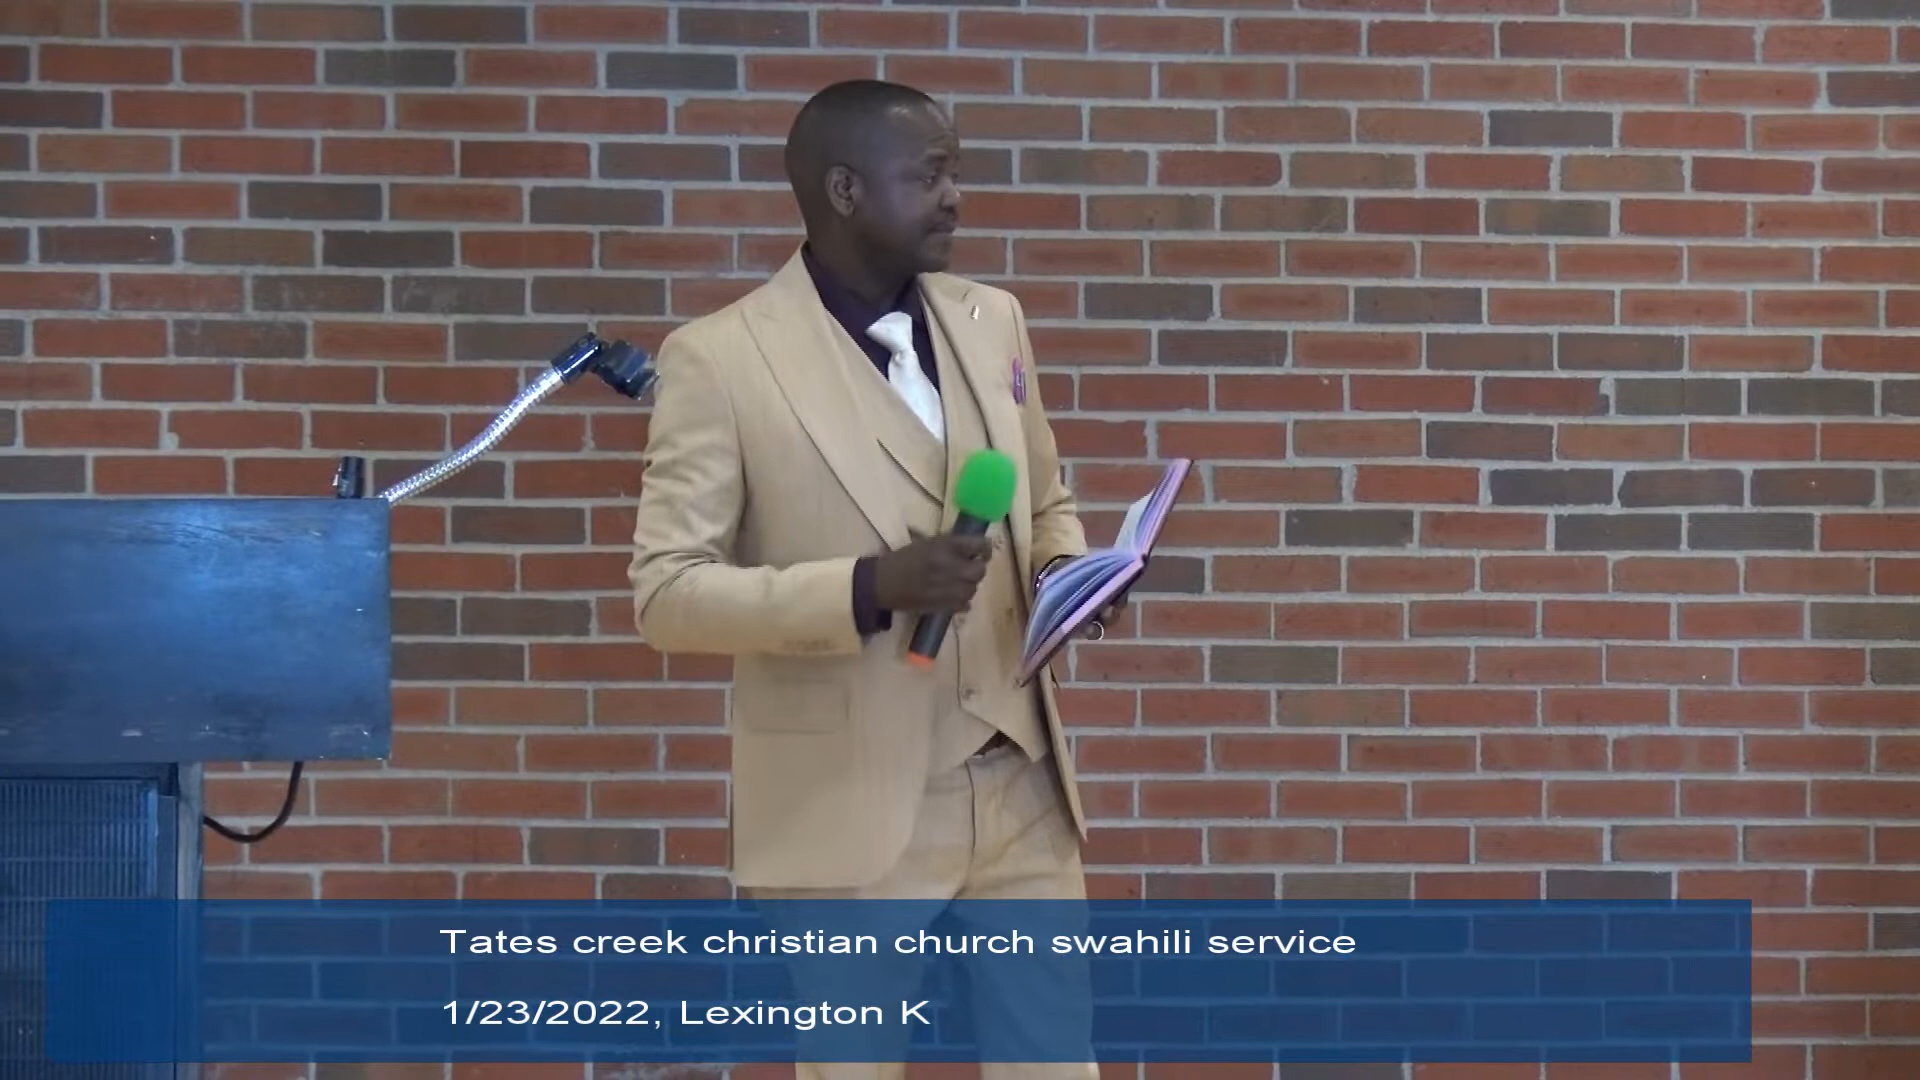 Tates creek christian church swahili service
1/23/2022, Lexington K